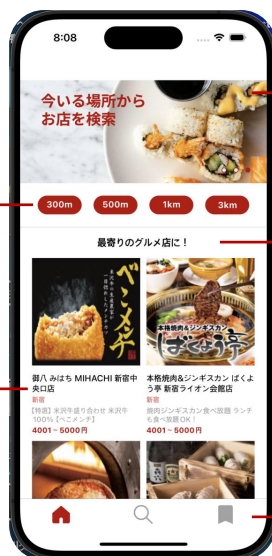 8:08
今いる場所から
お店を検索
300m 500m 1km 3km
最寄りのグルメ店に！
べこメンチ
本格焼肉&ジンギスカン
ばくよう亭
御八 みはち MIHACHI 新宿中
央口店
新宿
【特選】米沢牛盛り合わせ 米沢牛
100%【べこメンチ】
4001～5000円
本格焼肉&ジンギスカン ばくよ
う亭 新宿ライオン会館店
新宿
焼肉ジンギスカン食べ放題 ランチ
も食べ放題OK！
4001～5000円